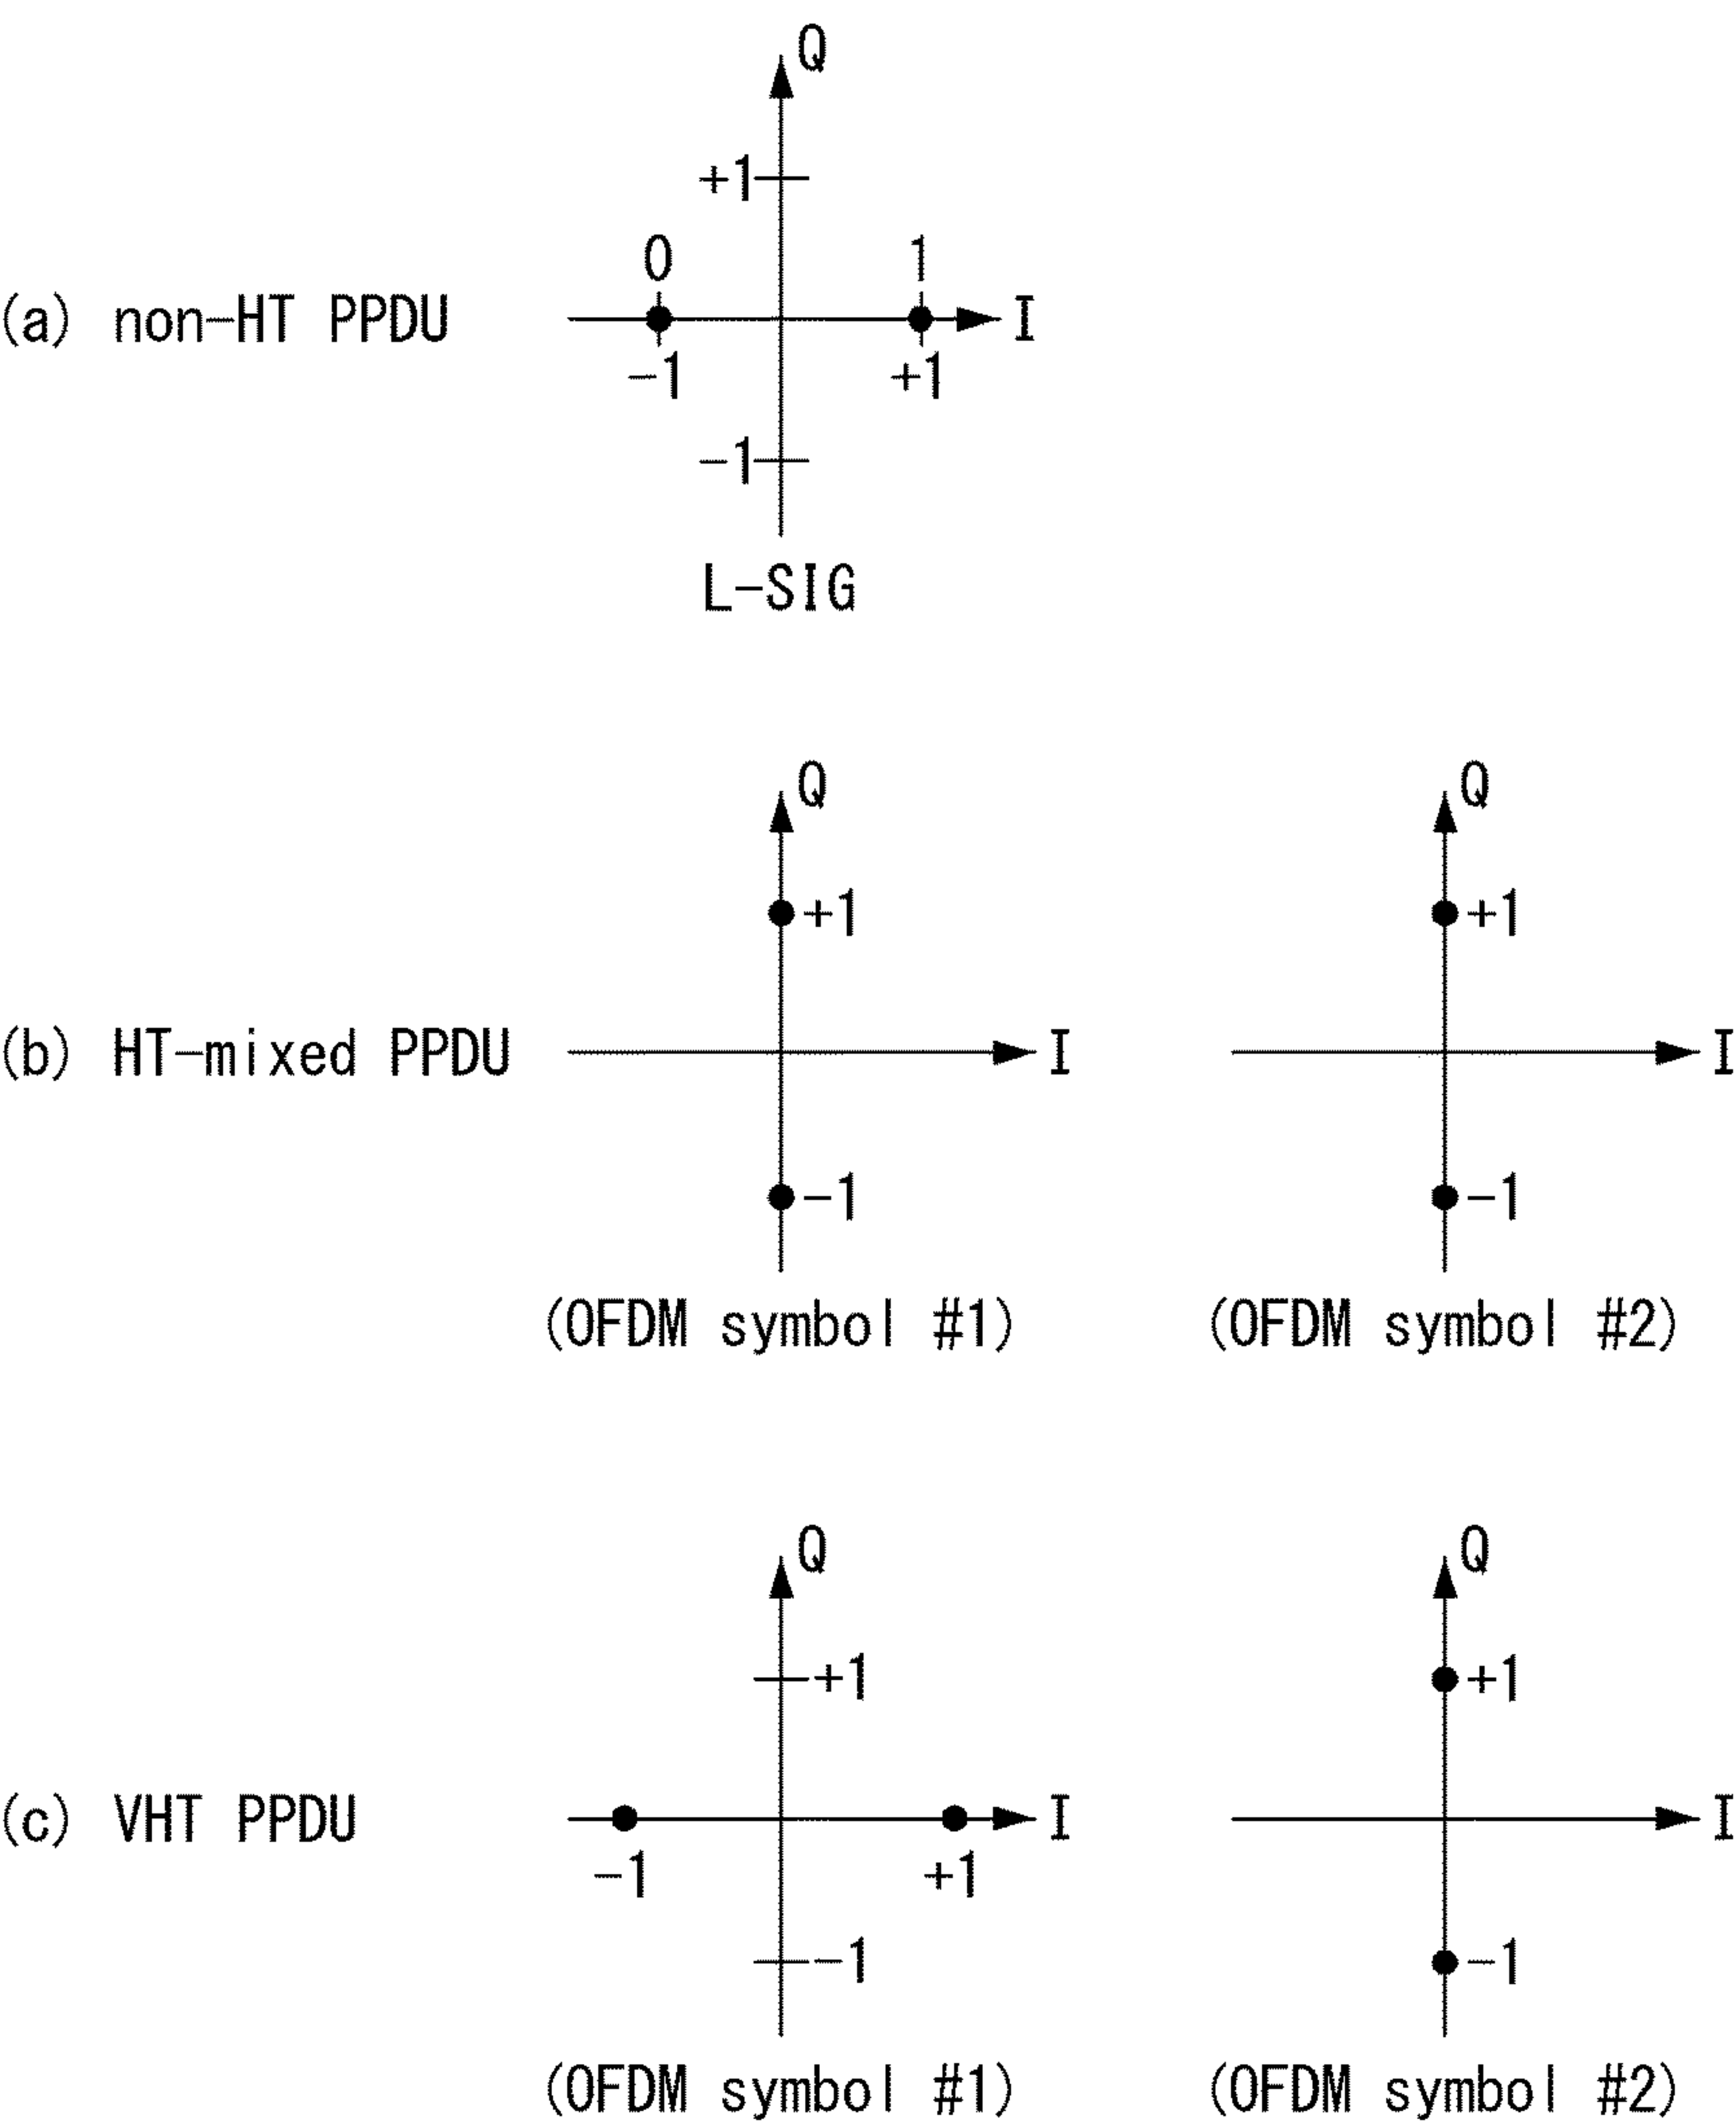 Q
+1
0 1
(a) non-HT PPDU I
-1 +1
-1
L-SIG
Q Q
+1 +1
(b) HT-mixed PPDU I I
-1 -1
(OFDM symbol #1) (OFDM symbol #2)
Q Q
+1 +1
(c) VHT PPDU I I
-1 +1
-1 -1
(OFDM symbol #1) (OFDM symbol #2)